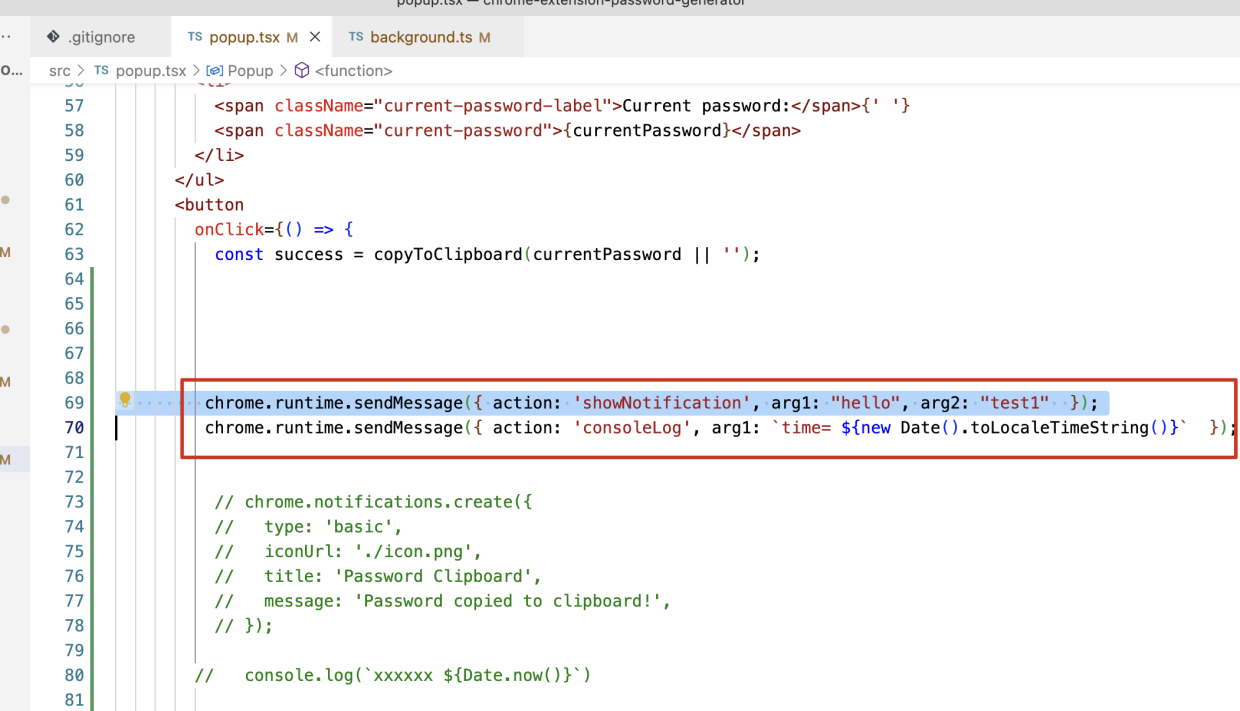 popup.tsx — chrome-extension-password-generator
.gitignore TS popup.tsx M TS background.ts M
O...
src > TS popup.tsx > Popup > <function>
56 <li>
57 <span className="current-password-label">Current password:</span>{' '}
58 <span className="current-password">{currentPassword}</span>
59 </li>
60 </ul>
61 <button
62 onClick={() => {
63 const success = copyToClipboard(currentPassword || '');
64
65
66
67
68
69 chrome.runtime.sendMessage({ action: 'showNotification', arg1: "hello", arg2: "test1"  });
70 chrome.runtime.sendMessage({ action: 'consoleLog', arg1: `time= ${new Date().toLocaleTimeString()}`  });
71
72
73 // chrome.notifications.create({
74 //   type: 'basic',
75 //   iconUrl: './icon.png',
76 //   title: 'Password Clipboard',
77 //   message: 'Password copied to clipboard!',
78 // });
79
80 //   console.log(`xxxxxx ${Date.now()}`)
81
M
M
M